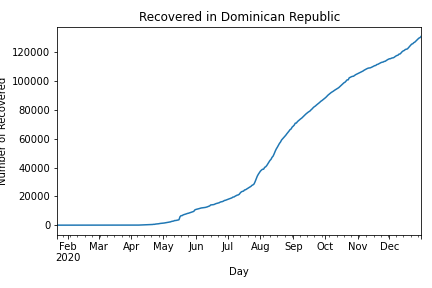 Recovered in Dominican Republic
Number of Recovered
120000
100000
80000
60000
40000
20000
0
Feb Mar Apr May Jun Jul Aug Sep Oct Nov Dec
2020
Day